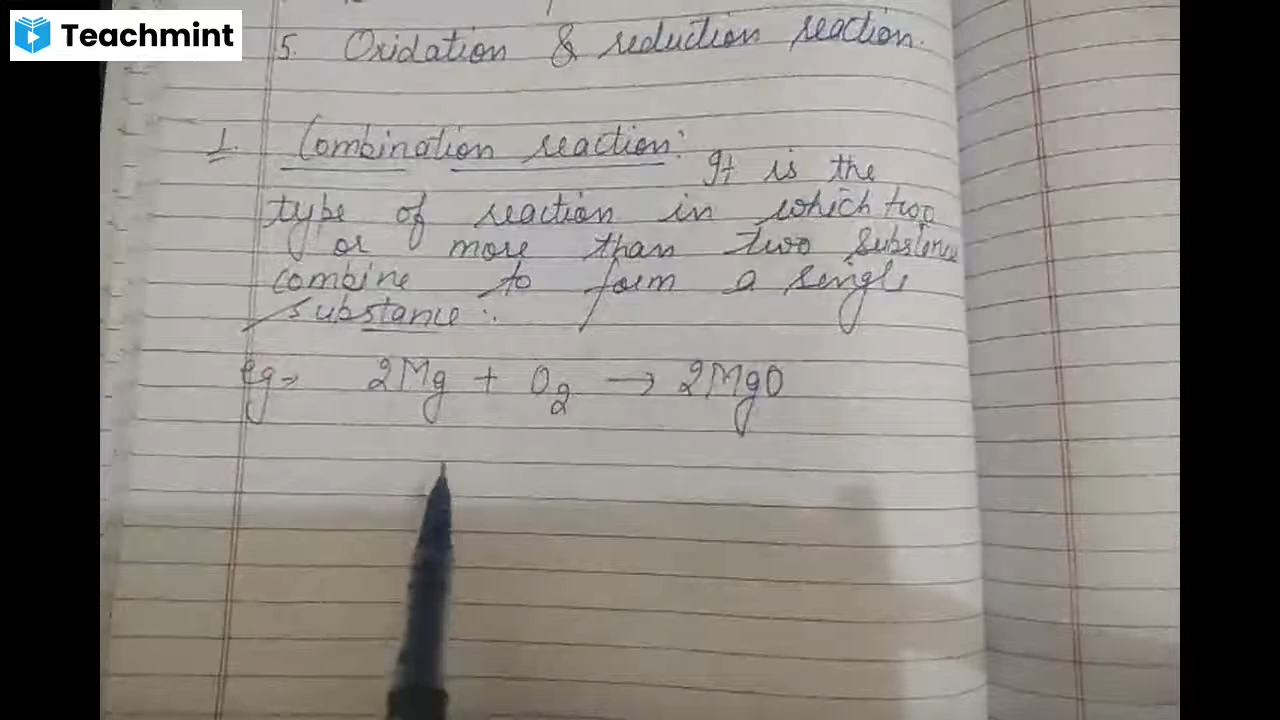 Teachmint
5. Oxidation & reduction reaction.
1. Combination reaction:
It is the
type of reaction in which two
or more than two substance
combine to form a single
substance :.
eg→ 2Mg + O2 → 2MgO